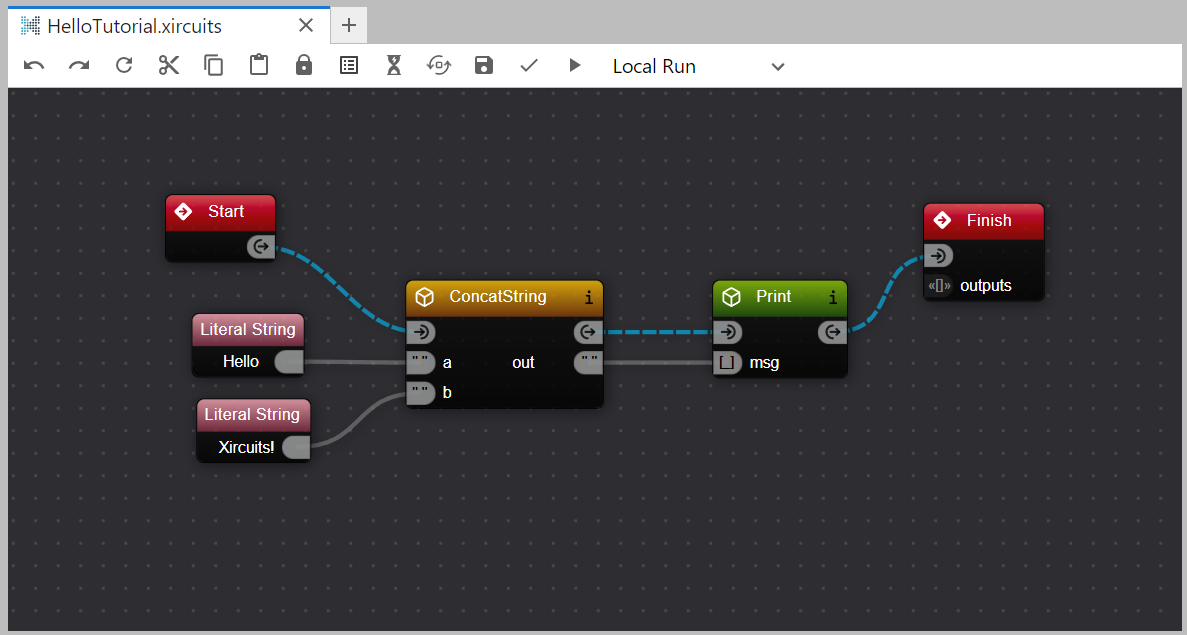 HelloTutorial.xircuits
Local Run
Start
Finish
outputs
ConcatString i
a out
b
Print i
msg
Literal String
Hello
Literal String
Xircuits!